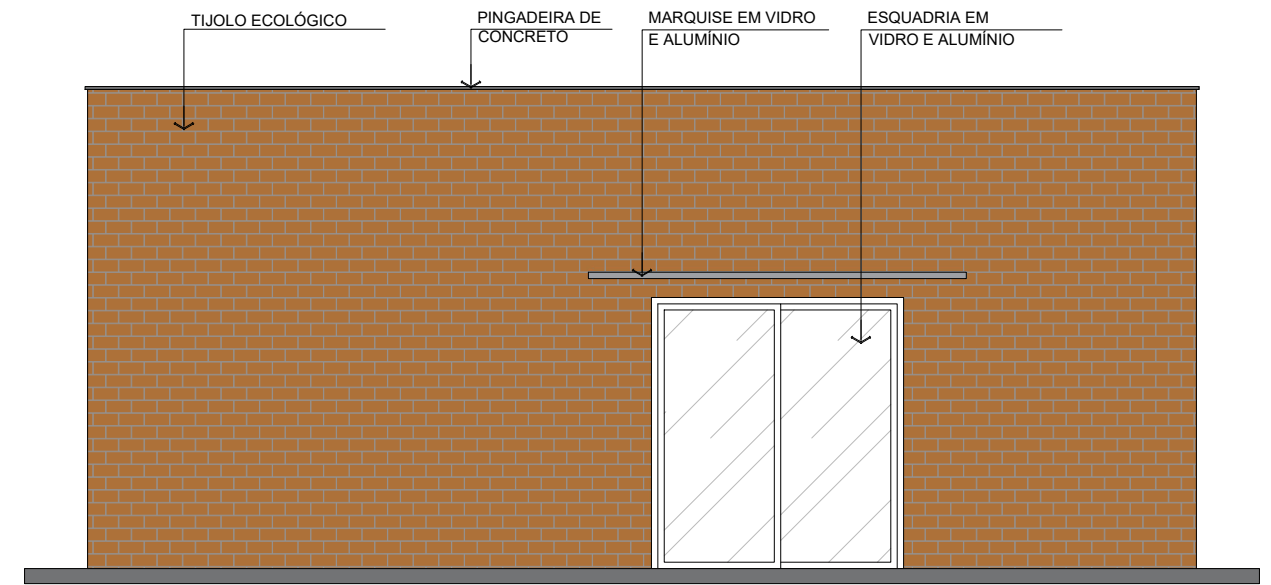 TIJOLO ECOLÓGICO
PINGADEIRA DE
CONCRETO
MARQUISE EM VIDRO
E ALUMÍNIO
ESQUADRIA EM
VIDRO E ALUMÍNIO